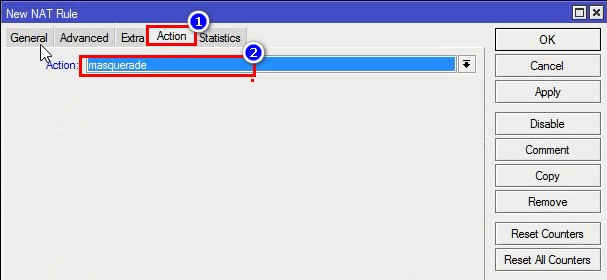 New NAT Rule
1
General Advanced Extra Action Statistics
2
Action: masquerade
OK
Cancel
Apply
Disable
Comment
Copy
Remove
Reset Counters
Reset All Counters